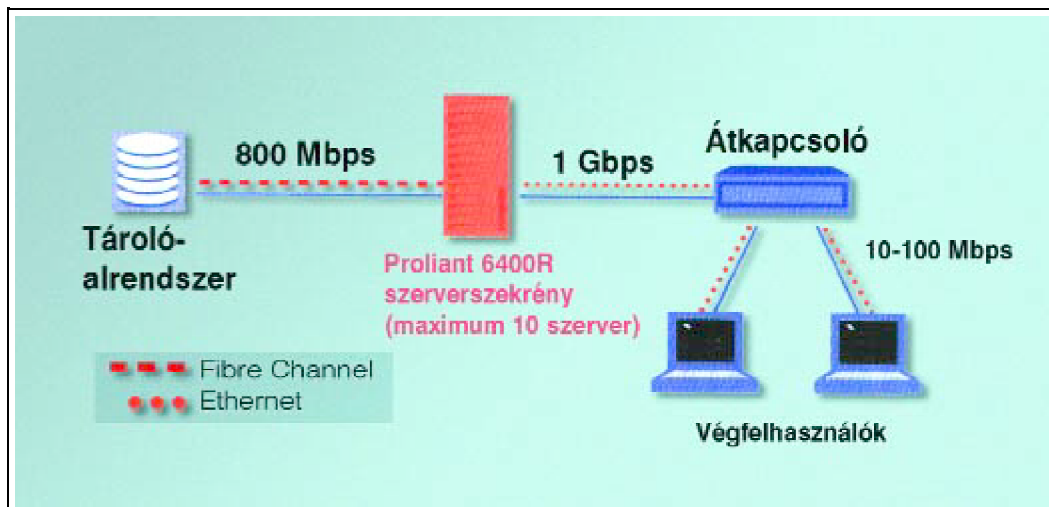 800 Mbps
1 Gbps
Átkapcsoló
Tároló-
alrendszer
Proliant 6400R
szerverszekrény
(maximum 10 szerver)
10-100 Mbps
Fibre Channel
Ethernet
Végfelhasználók